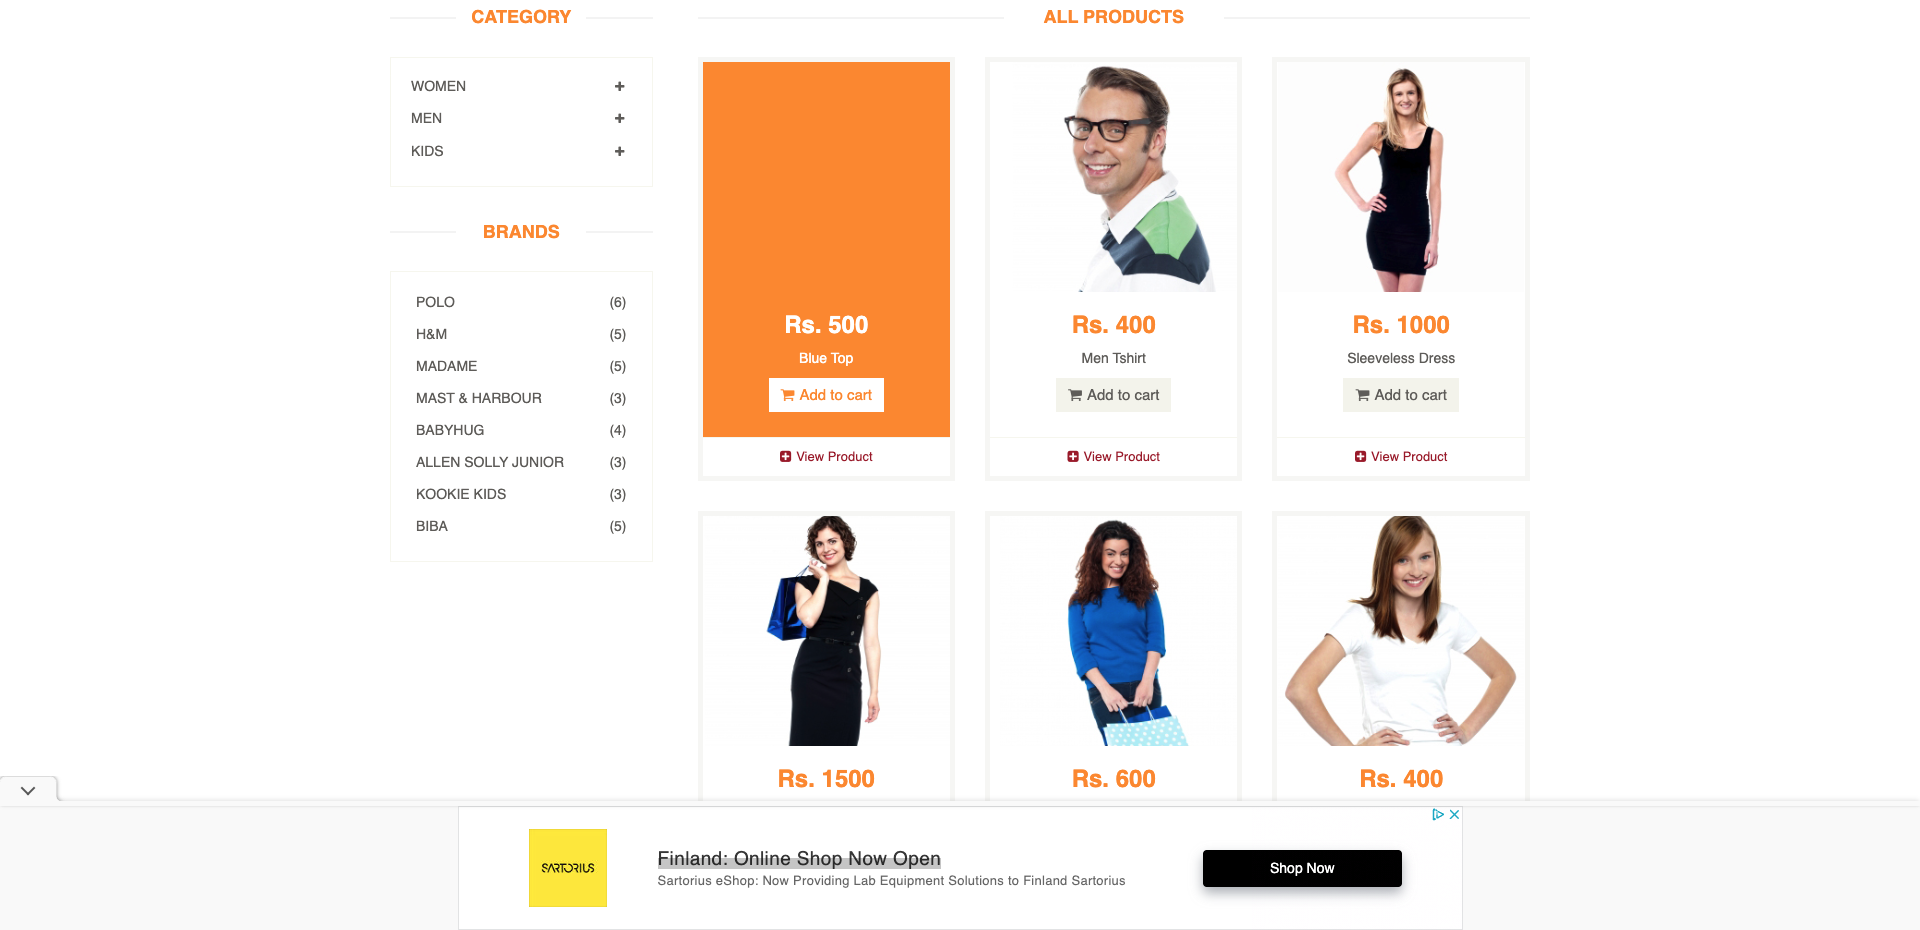 CATEGORY
WOMEN
MEN
KIDS
BRANDS
POLO (6)
H&M (5)
MADAME (5)
MAST & HARBOUR (3)
BABYHUG (4)
ALLEN SOLLY JUNIOR (3)
KOOKIE KIDS (3)
BIBA (5)
ALL PRODUCTS
Rs. 500
Blue Top
Add to cart
View Product
Rs. 400
Men Tshirt
Add to cart
View Product
Rs. 1000
Sleeveless Dress
Add to cart
View Product
Rs. 1500
Rs. 600
Rs. 400
SARTORIUS
Finland: Online Shop Now Open
Sartorius eShop: Now Providing Lab Equipment Solutions to Finland Sartorius
Shop Now